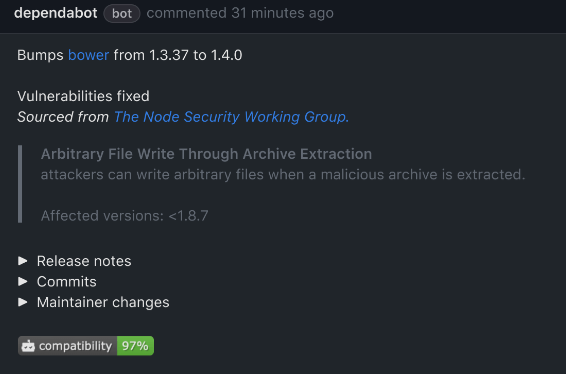 dependabot bot commented 31 minutes ago
Bumps bower from 1.3.37 to 1.4.0
Vulnerabilities fixed
Sourced from The Node Security Working Group.
Arbitrary File Write Through Archive Extraction
attackers can write arbitrary files when a malicious archive is extracted.
Affected versions: <1.8.7
Release notes
Commits
Maintainer changes
compatibility 97%